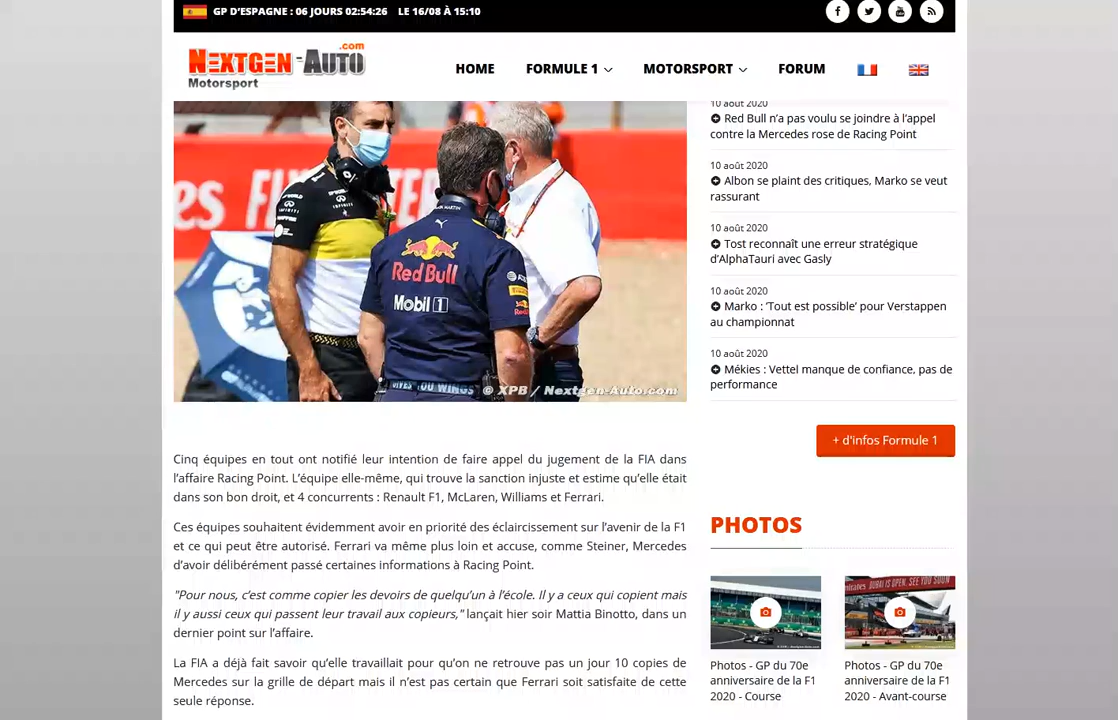 GP D'ESPAGNE : 06 JOURS 02:54:26 LE 16/08 À 15:10
NEXTGEN-AUTO.com
Motorsport
HOME FORMULE 1 MOTORSPORT FORUM
INFINITI
MAPFRE
INFINITI
ASTON MARTIN
Red Bull
Mobil 1
GIVES YOU WINGS
© XPB / Nextgen-Auto.com
Cinq équipes en tout ont notifié leur intention de faire appel du jugement de la FIA dans
l'affaire Racing Point. L'équipe elle-même, qui trouve la sanction injuste et estime qu'elle était
dans son bon droit, et 4 concurrents : Renault F1, McLaren, Williams et Ferrari.
Ces équipes souhaitent évidemment avoir en priorité des éclaircissement sur l'avenir de la F1
et ce qui peut être autorisé. Ferrari va même plus loin et accuse, comme Steiner, Mercedes
d'avoir délibérément passé certaines informations à Racing Point.
"Pour nous, c'est comme copier les devoirs de quelqu'un à l'école. Il y a ceux qui copient mais
il y aussi ceux qui passent leur travail aux copieurs," lançait hier soir Mattia Binotto, dans un
dernier point sur l'affaire.
La FIA a déjà fait savoir qu'elle travaillait pour qu'on ne retrouve pas un jour 10 copies de
Mercedes sur la grille de départ mais il n'est pas certain que Ferrari soit satisfaite de cette
seule réponse.
10 août 2020
Red Bull n'a pas voulu se joindre à l'appel
contre la Mercedes rose de Racing Point
10 août 2020
Albon se plaint des critiques, Marko se veut
rassurant
10 août 2020
Tost reconnaît une erreur stratégique
d'AlphaTauri avec Gasly
10 août 2020
Marko : 'Tout est possible' pour Verstappen
au championnat
10 août 2020
Mékies : Vettel manque de confiance, pas de
performance
+ d'infos Formule 1
PHOTOS
DUBAI IS OPEN, SEE YOU SOON
Photos - GP du 70e
anniversaire de la F1
2020 - Course
Photos - GP du 70e
anniversaire de la F1
2020 - Avant-course